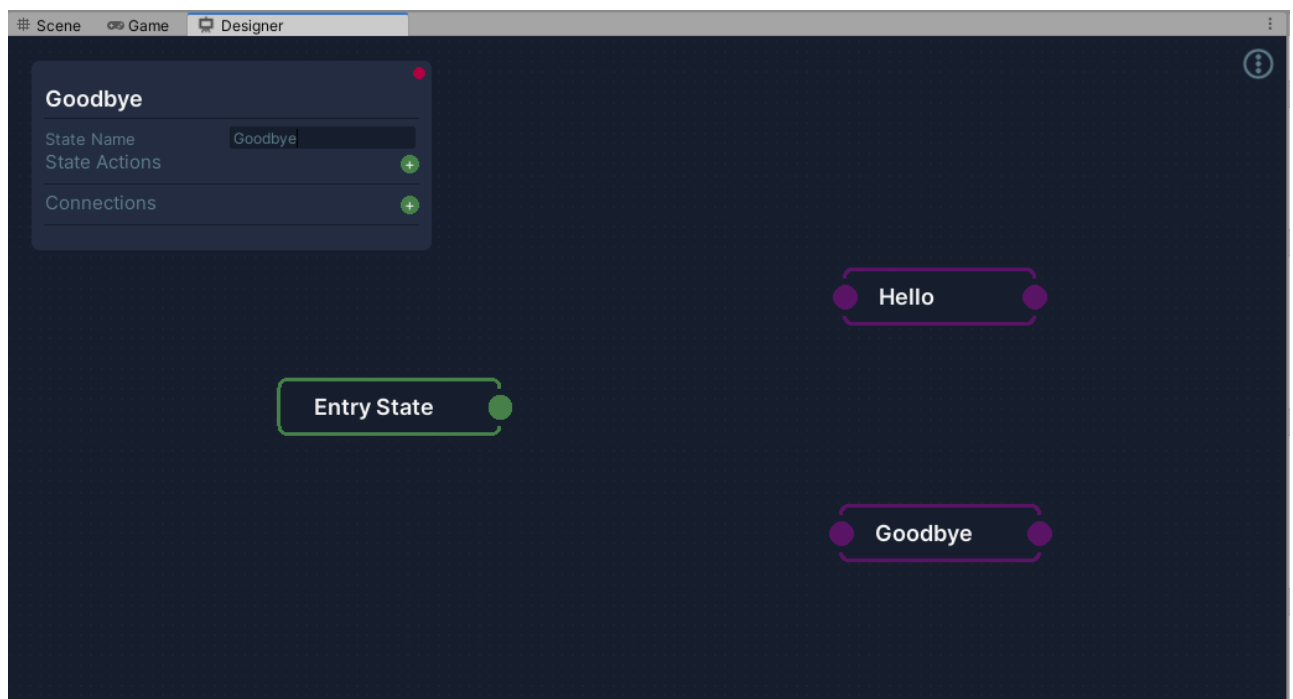 Scene Game Designer
Goodbye
State Name Goodbye
State Actions
Connections
Hello
Entry State
Goodbye